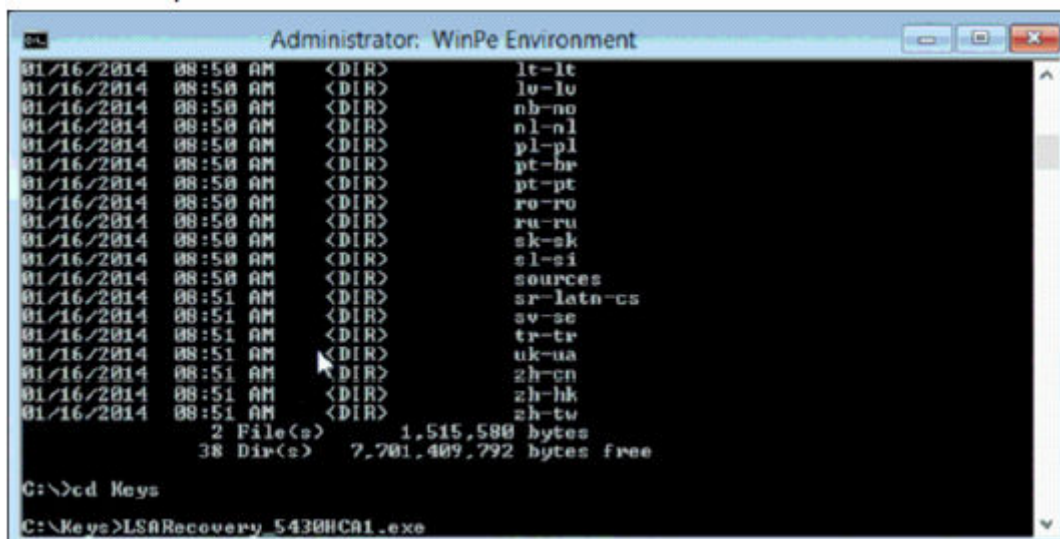 Administrator: WinPe Environment
01/16/2014 08:50 AM <DIR> lt-lt
01/16/2014 08:50 AM <DIR> lv-lv
01/16/2014 08:50 AM <DIR> nb-no
01/16/2014 08:50 AM <DIR> nl-nl
01/16/2014 08:50 AM <DIR> pl-pl
01/16/2014 08:50 AM <DIR> pt-br
01/16/2014 08:50 AM <DIR> pt-pt
01/16/2014 08:50 AM <DIR> ro-ro
01/16/2014 08:50 AM <DIR> ru-ru
01/16/2014 08:50 AM <DIR> sk-sk
01/16/2014 08:50 AM <DIR> sl-si
01/16/2014 08:50 AM <DIR> sources
01/16/2014 08:51 AM <DIR> sr-latn-cs
01/16/2014 08:51 AM <DIR> sv-se
01/16/2014 08:51 AM <DIR> tr-tr
01/16/2014 08:51 AM <DIR> uk-ua
01/16/2014 08:51 AM <DIR> zh-cn
01/16/2014 08:51 AM <DIR> zh-hk
01/16/2014 08:51 AM <DIR> zh-tw
2 File(s) 1,515,580 bytes
38 Dir(s) 7,701,409,792 bytes free
C:\>cd Keys
C:\Keys>LSARecovery_5430HCA1.exe